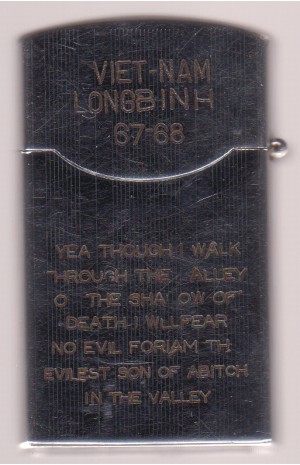 VIET-NAM
LONGBINH
67-68
YEA THOUGH I WALK
THROUGH THE ALLEY
O THE SHA OW OF
DEATH I WLLFEAR
NO EVIL FORIAM TH
EVILEST SON OF ABITCH
IN THE VALLEY